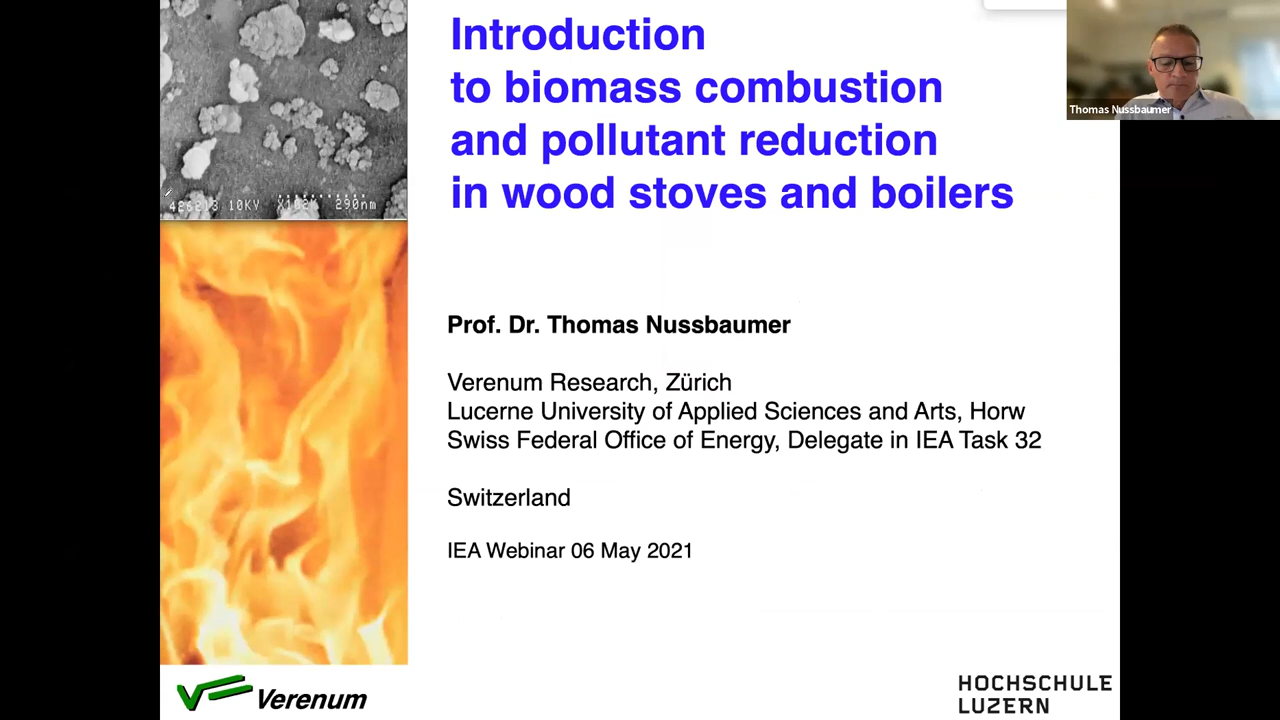 Introduction
to biomass combustion
and pollutant reduction
in wood stoves and boilers
Thomas Nussbaumer
10KV
290nm
Prof. Dr. Thomas Nussbaumer
Verenum Research, Zürich
Lucerne University of Applied Sciences and Arts, Horw
Swiss Federal Office of Energy, Delegate in IEA Task 32
Switzerland
IEA Webinar 06 May 2021
Verenum
HOCHSCHULE
LUZERN